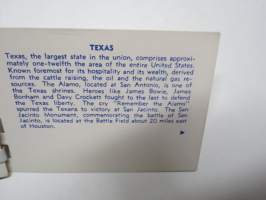 TEXAS
Texas, the largest state in the union, comprises approxi-
mately one-twelfth the area of the entire United States.
Known foremost for its hospitality and its wealth, derived
from the cattle raising, the oil and the natural gas re-
sources. The Alamo, located at San Antonio, is one of
the Texas shrines. Heroes like James Bowie, James
Bonham and Davy Crockett fought to the last to defend
the Texas liberty. The cry "Remember the Alamo"
spurred the Texans to victory at San Jacinto. The San
Jacinto Monument, commemorating the battle of San
Jacinto, is located at the Battle Field about 20 miles east
of Houston.